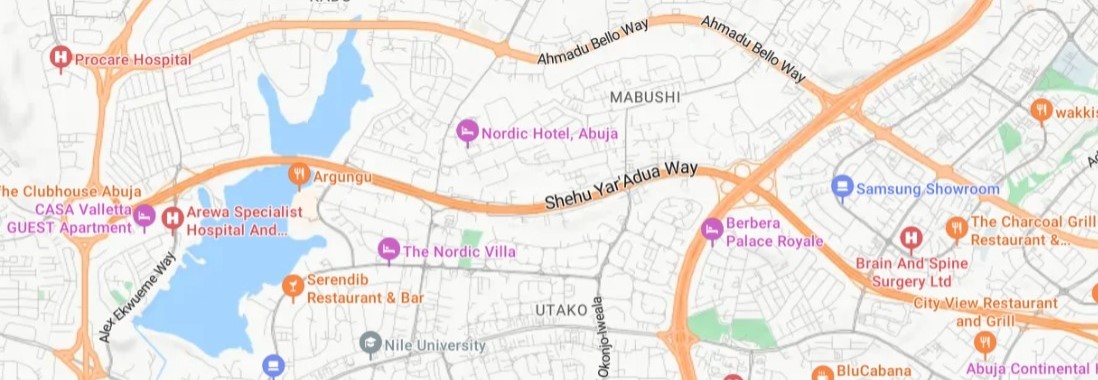 Ahmadu Bello Way
Ahmadu Bello Way
Procare Hospital
MABUSHI
Nordic Hotel, Abuja
wakkis
Argungu
Shehu Yar'Adua Way
Samsung Showroom
he Clubhouse Abuja
CASA Valletta
GUEST Apartment
Arewa Specialist
Hospital And...
Berbera
Palace Royale
The Charcoal Grill
Restaurant &...
The Nordic Villa
Brain And Spine
Surgery Ltd
Serendib
Restaurant & Bar
Alex Ekwueme Way
UTAKO
Okonjo-Iweala
City View Restaurant
and Grill
Nile University
BluCabana
Abuja Continental